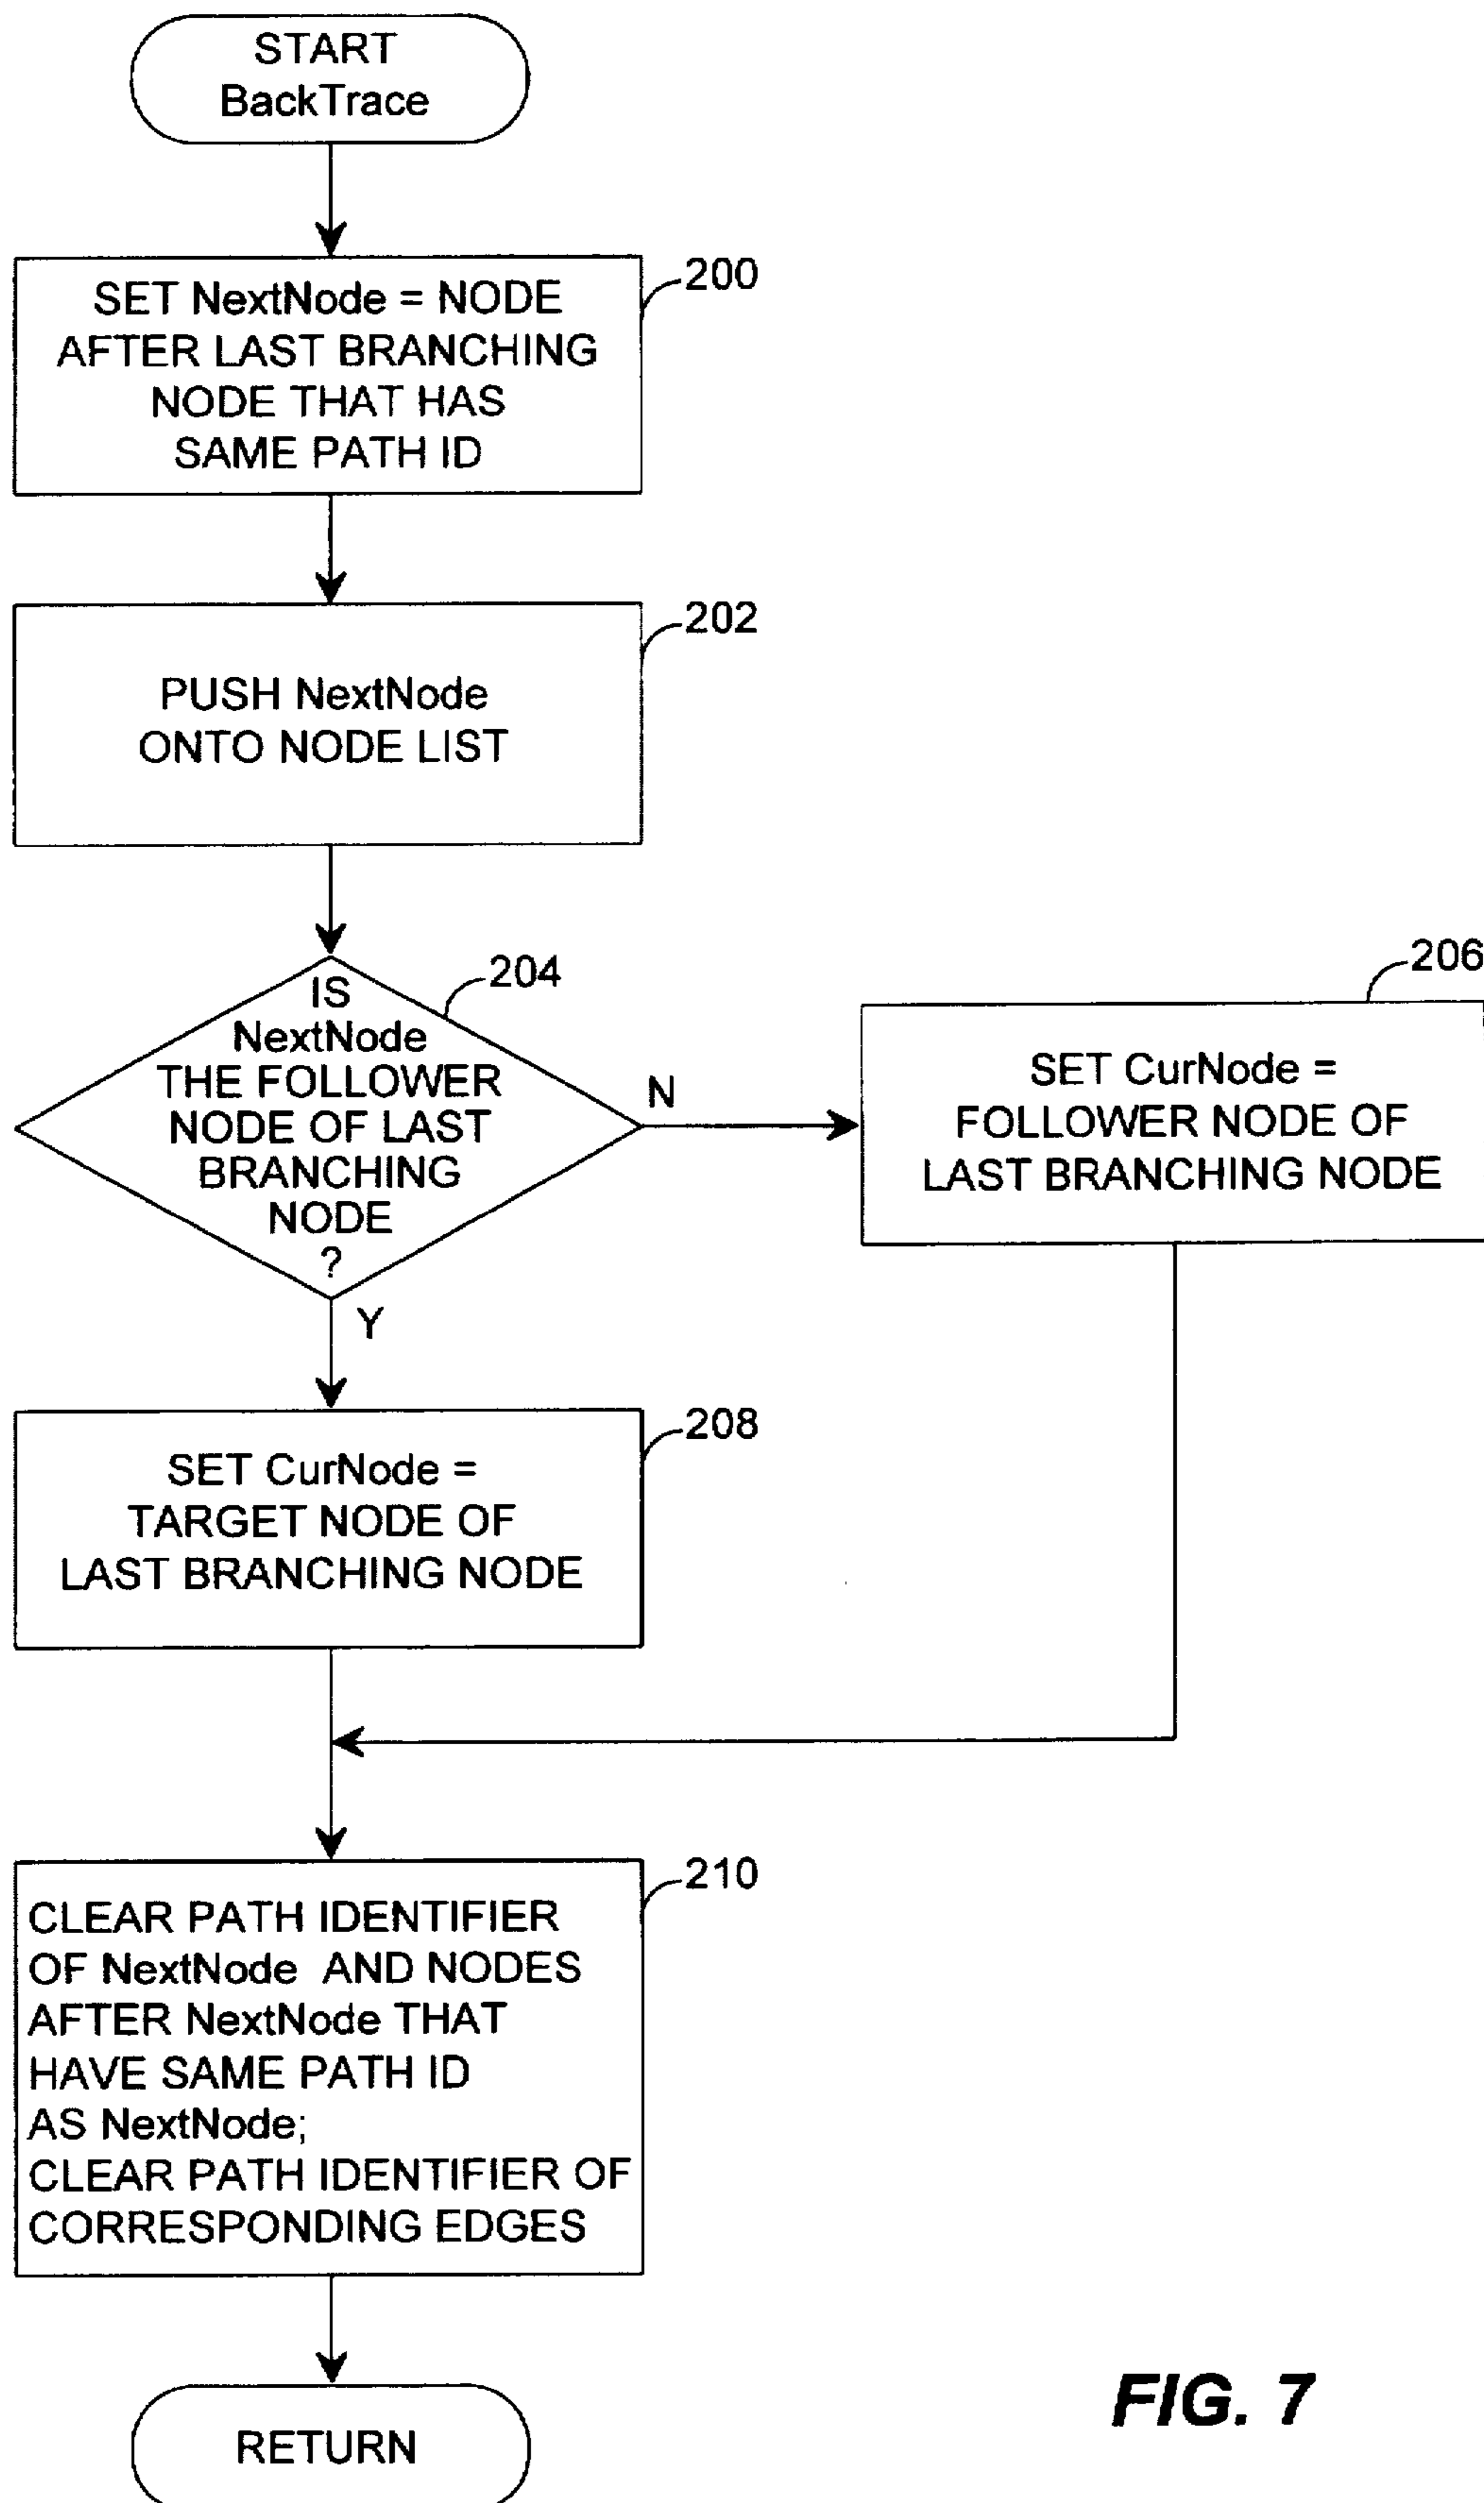 START
BackTrace
200
SET NextNode = NODE
AFTER LAST BRANCHING
NODE THAT HAS
SAME PATH ID
202
PUSH NextNode
ONTO NODE LIST
204
IS
NextNode
THE FOLLOWER
NODE OF LAST
BRANCHING
NODE
?
N
206
SET CurNode =
FOLLOWER NODE OF
LAST BRANCHING NODE
Y
208
SET CurNode =
TARGET NODE OF
LAST BRANCHING NODE
210
CLEAR PATH IDENTIFIER
OF NextNode AND NODES
AFTER NextNode THAT
HAVE SAME PATH ID
AS NextNode;
CLEAR PATH IDENTIFIER OF
CORRESPONDING EDGES
RETURN
FIG. 7